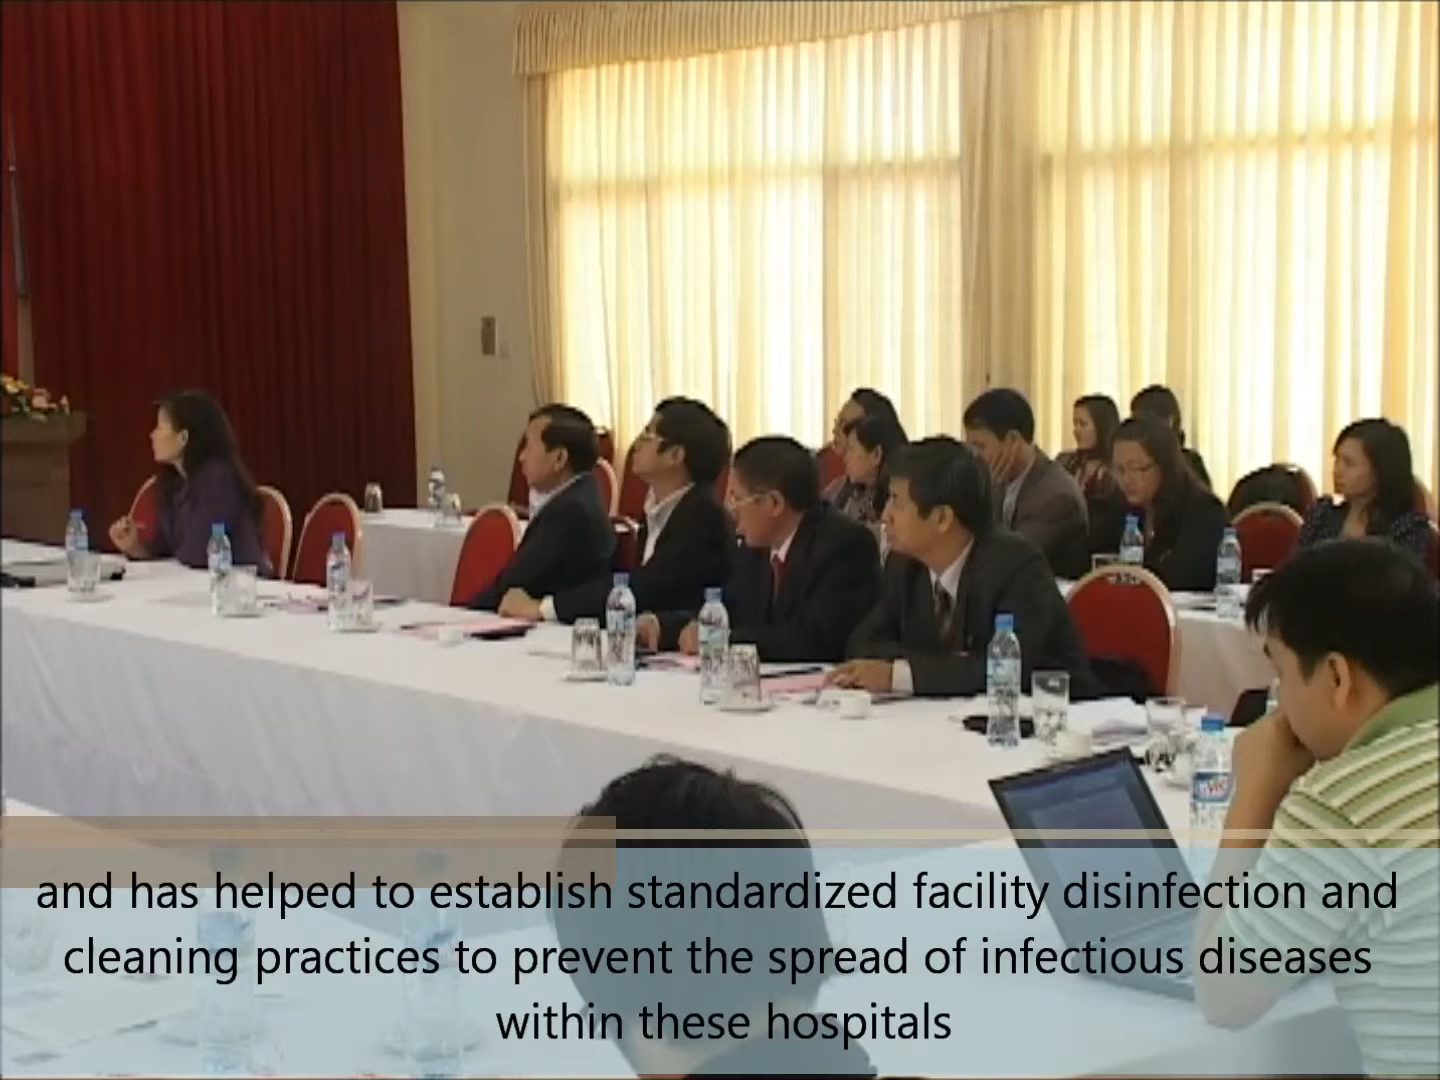 and has helped to establish standardized facility disinfection and
cleaning practices to prevent the spread of infectious diseases
within these hospitals